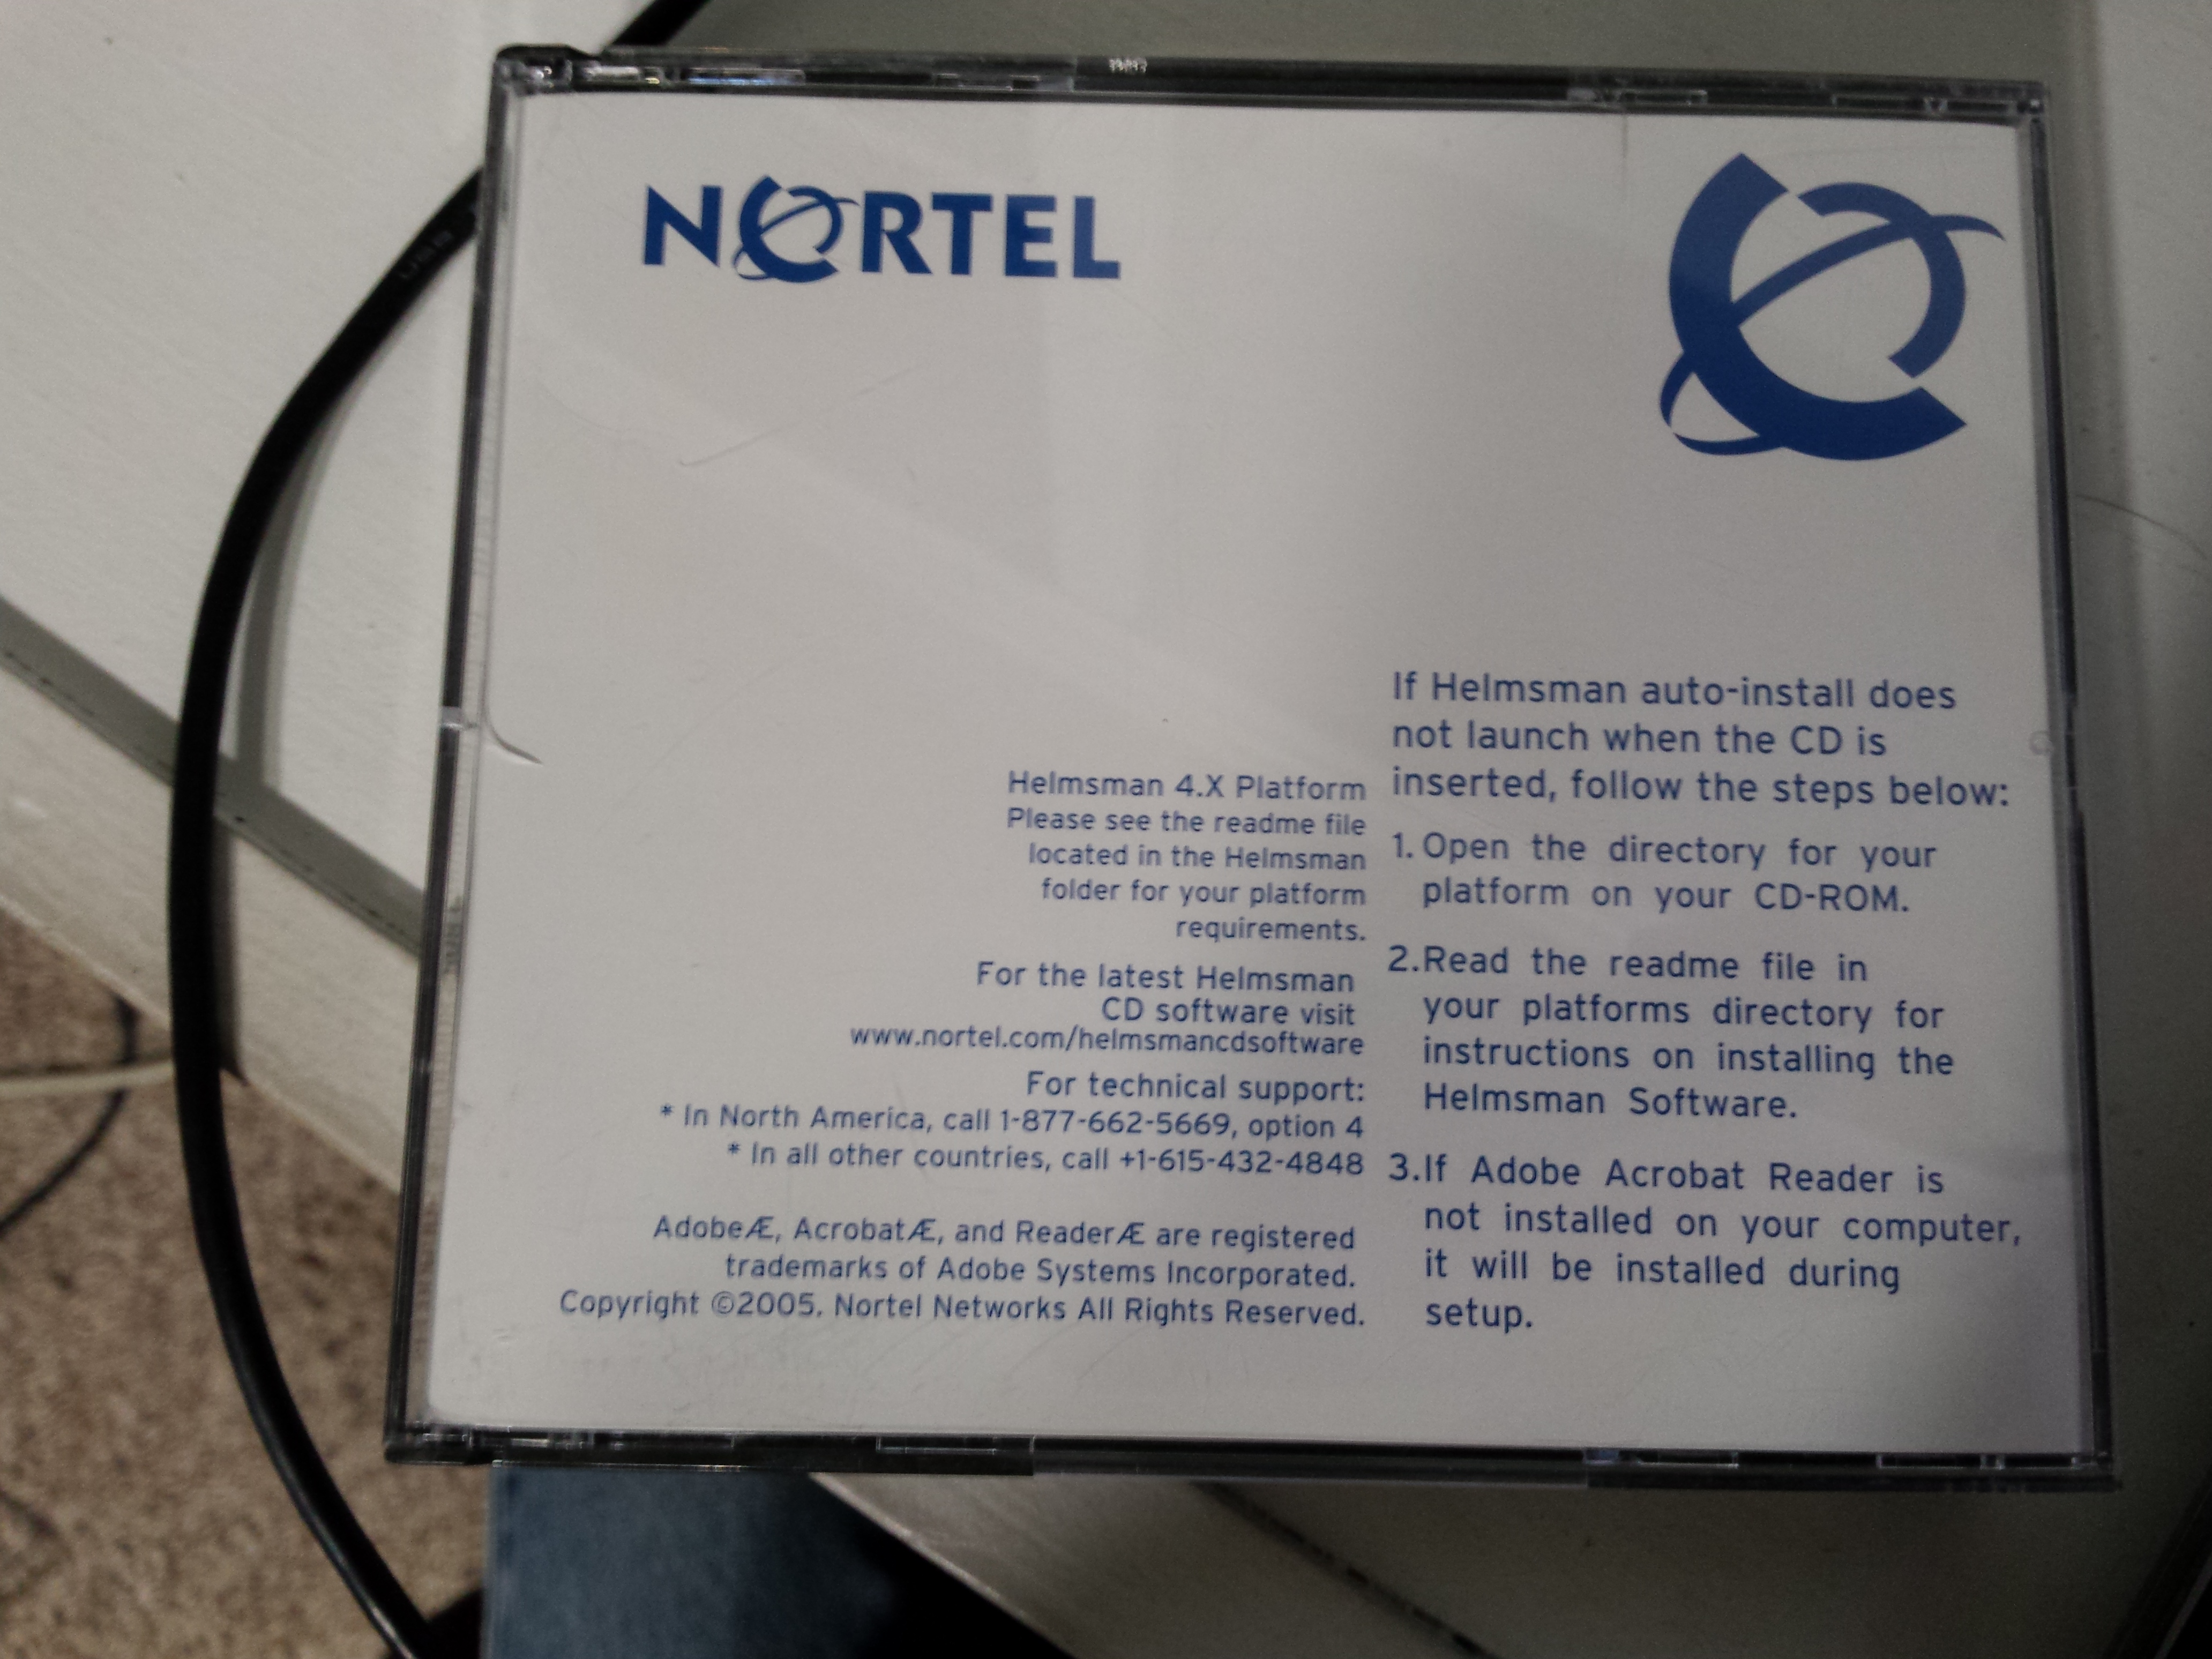 NORTEL
Helmsman 4.X Platform
Please see the readme file
located in the Helmsman
folder for your platform
requirements.
For the latest Helmsman
CD software visit
www.nortel.com/helmsmancdsoftware
For technical support:
* In North America, call 1-877-662-5669, option 4
* In all other countries, call +1-615-432-4848
AdobeÆ, AcrobatÆ, and ReaderÆ are registered
trademarks of Adobe Systems Incorporated.
Copyright ©2005. Nortel Networks All Rights Reserved.
If Helmsman auto-install does
not launch when the CD is
inserted, follow the steps below:
1. Open the directory for your
platform on your CD-ROM.
2.Read the readme file in
your platforms directory for
instructions on installing the
Helmsman Software.
3.If Adobe Acrobat Reader is
not installed on your computer,
it will be installed during
setup.